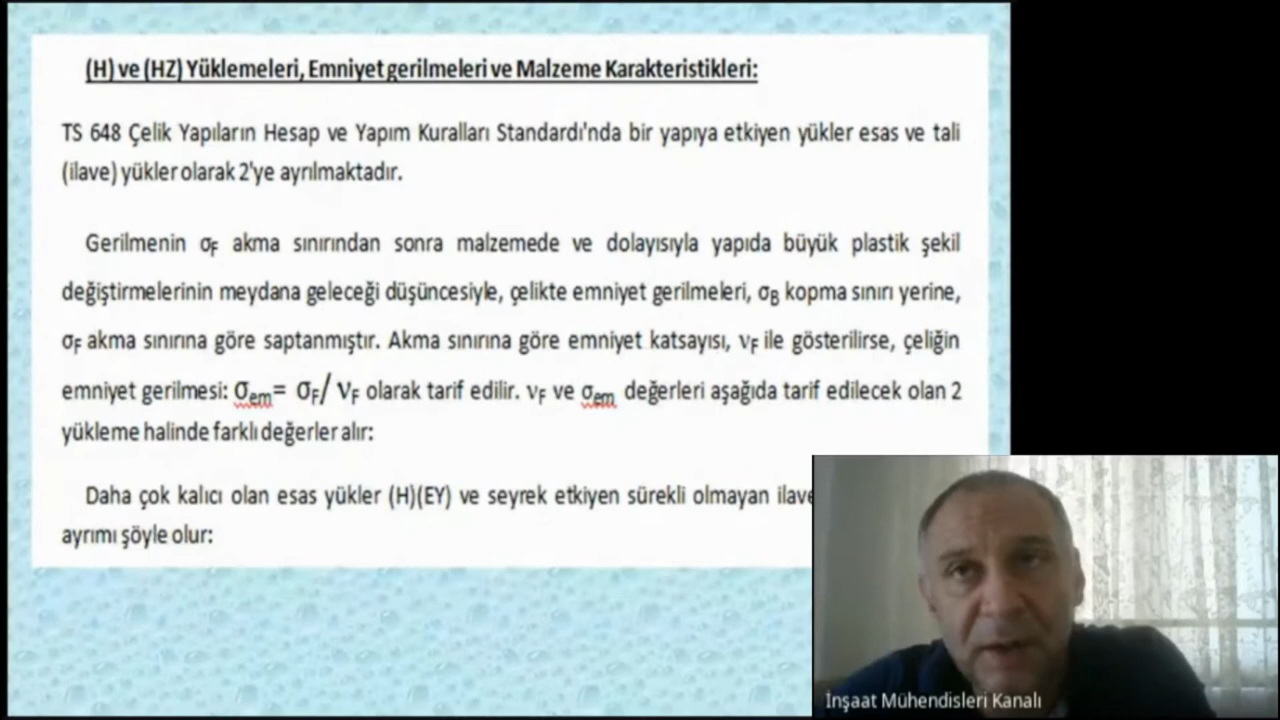 (H) ve (HZ) Yüklemeleri, Emniyet gerilmeleri ve Malzeme Karakteristikleri:
TS 648 Çelik Yapıların Hesap ve Yapım Kuralları Standardı'nda bir yapıya etkiyen yükler esas ve tali
(ilave) yükler olarak 2'ye ayrılmaktadır.
Gerilmenin σF akma sınırından sonra malzemede ve dolayısıyla yapıda büyük plastik şekil
değiştirmelerinin meydana geleceği düşüncesiyle, çelikte emniyet gerilmeleri, σB kopma sınırı yerine,
σF akma sınırına göre saptanmıştır. Akma sınırına göre emniyet katsayısı, νF ile gösterilirse, çeliğin
emniyet gerilmesi: σem= σF/ νF olarak tarif edilir. νF ve σem değerleri aşağıda tarif edilecek olan 2
yükleme halinde farklı değerler alır:
Daha çok kalıcı olan esas yükler (H)(EY) ve seyrek etkiyen sürekli olmayan ilave
ayrımı şöyle olur:
İnşaat Mühendisleri Kanalı